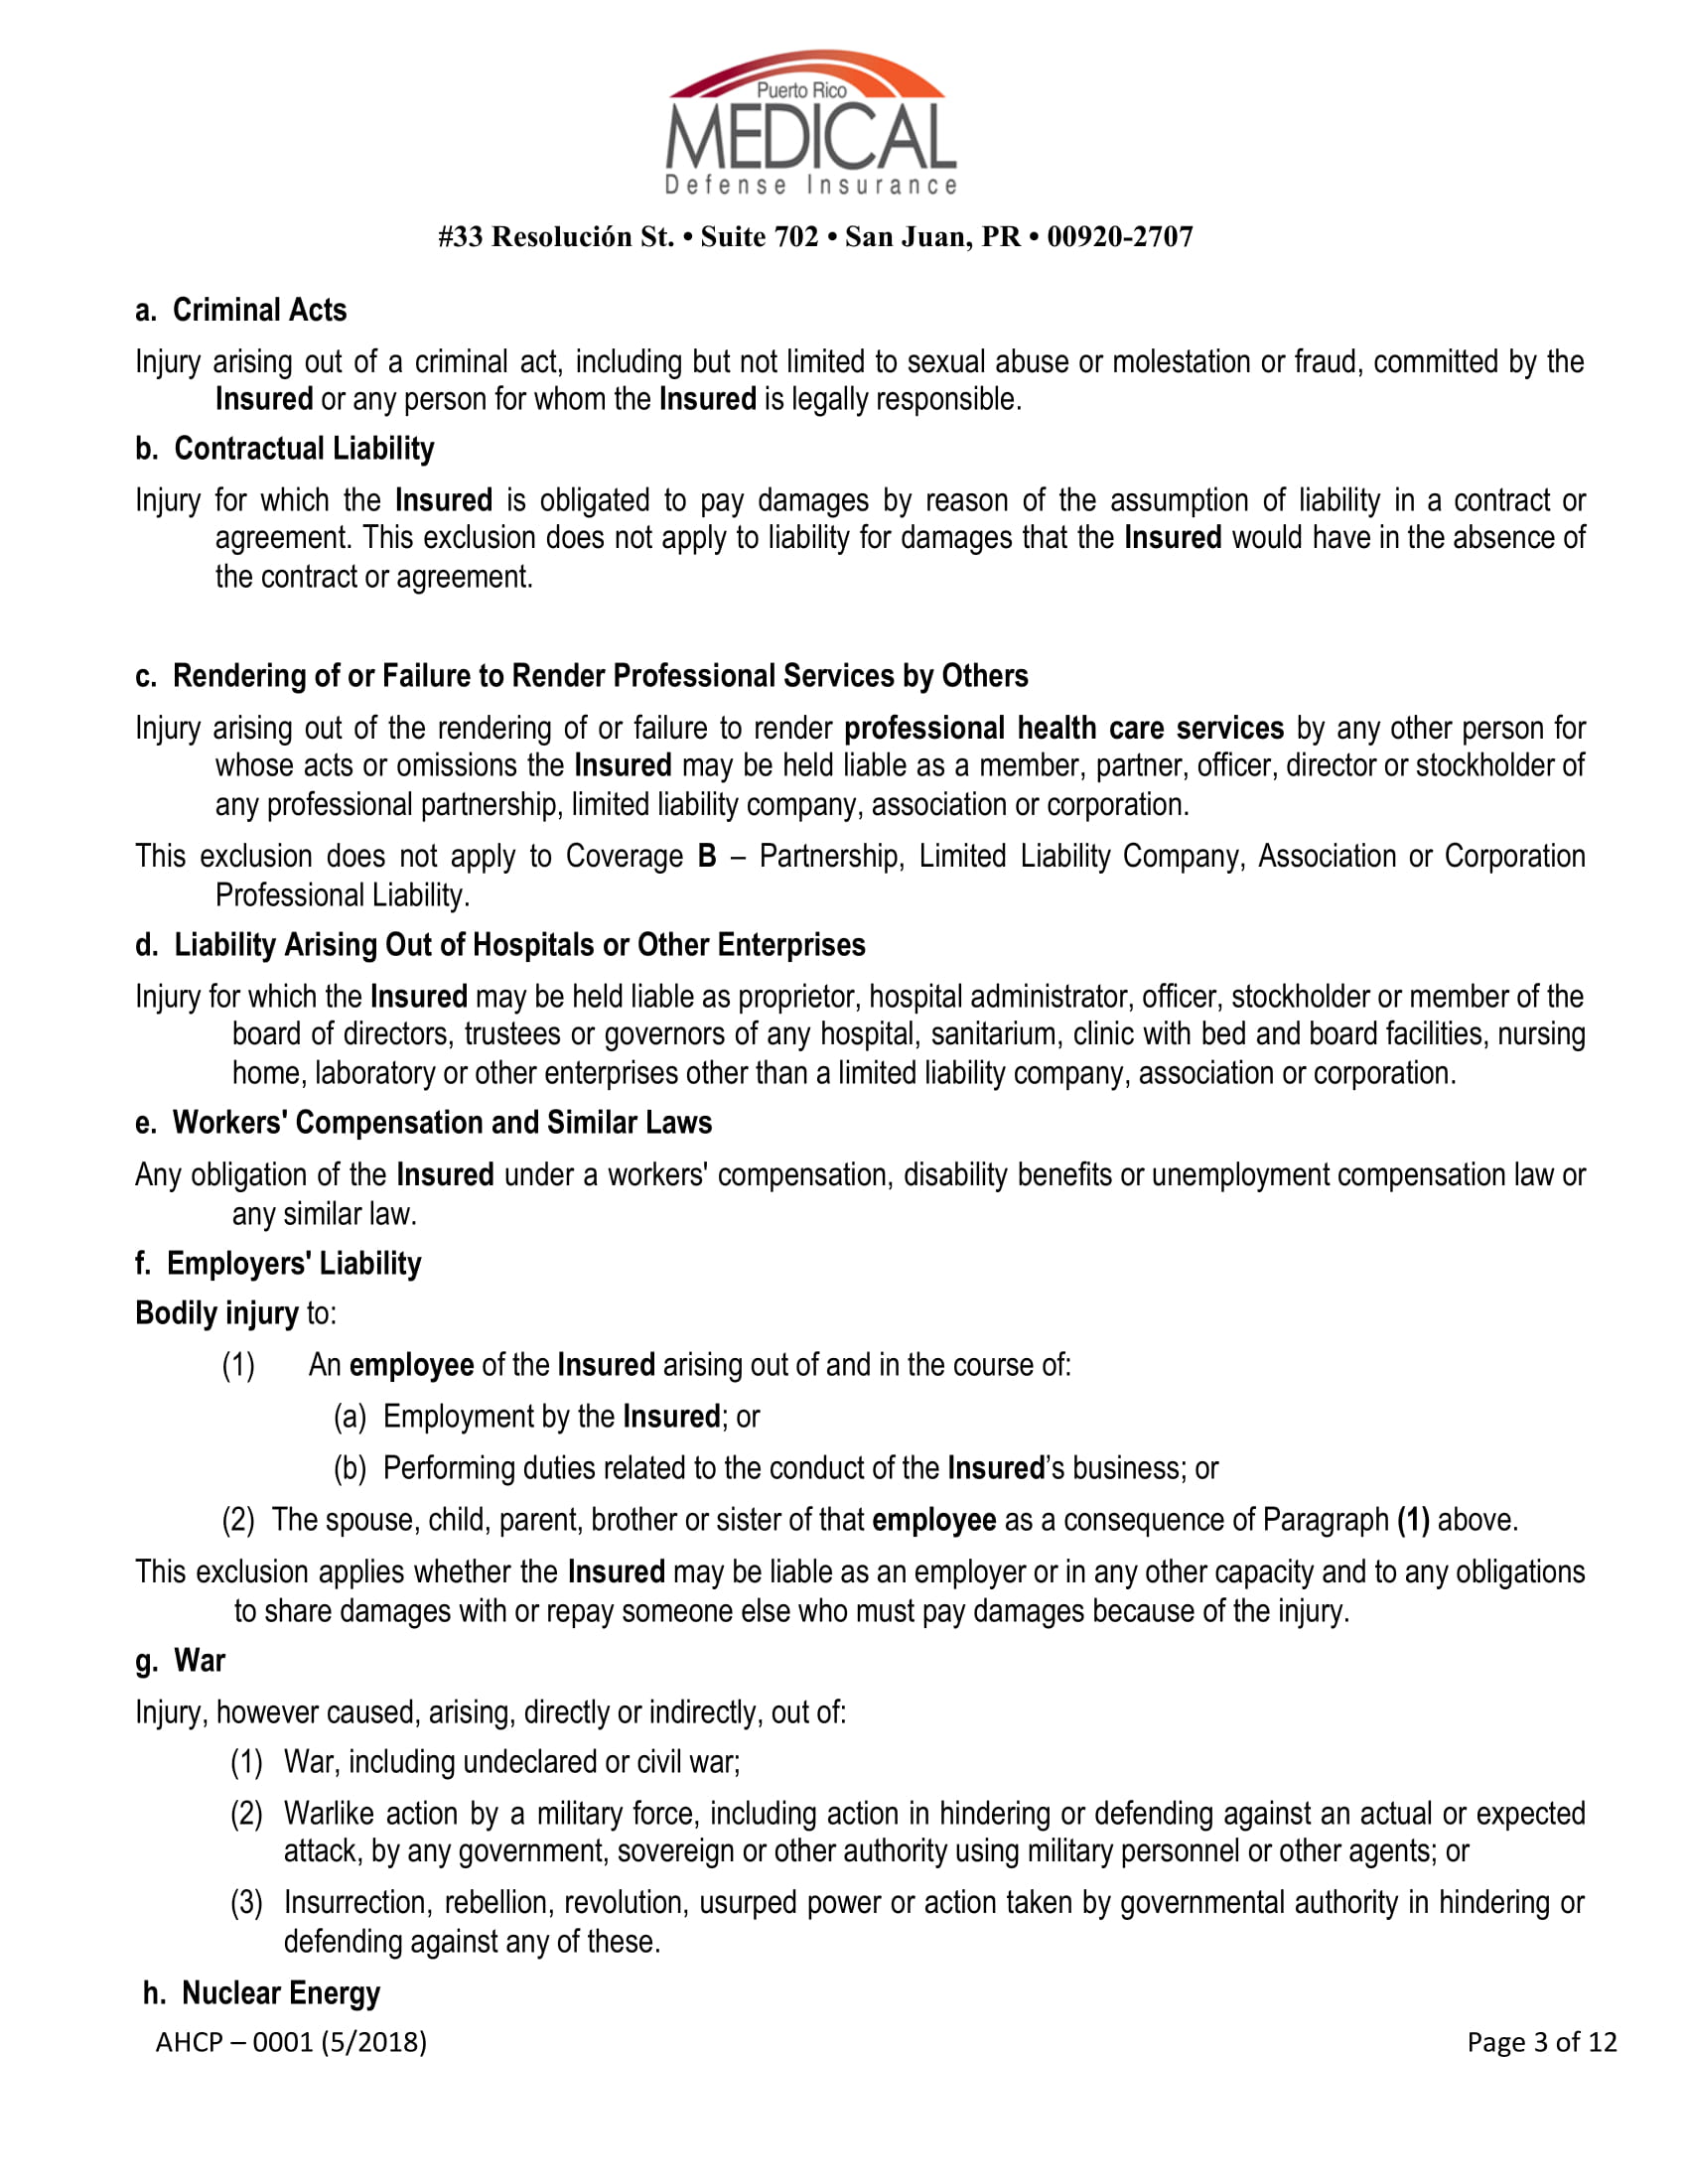 Puerto Rico
MEDICAL
Defense Insurance
#33 Resolución St. • Suite 702 • San Juan, PR • 00920-2707
a. Criminal Acts
Injury arising out of a criminal act, including but not limited to sexual abuse or molestation or fraud, committed by the
Insured or any person for whom the Insured is legally responsible.
b. Contractual Liability
Injury for which the Insured is obligated to pay damages by reason of the assumption of liability in a contract or
agreement. This exclusion does not apply to liability for damages that the Insured would have in the absence of
the contract or agreement.
c. Rendering of or Failure to Render Professional Services by Others
Injury arising out of the rendering of or failure to render professional health care services by any other person for
whose acts or omissions the Insured may be held liable as a member, partner, officer, director or stockholder of
any professional partnership, limited liability company, association or corporation.
This exclusion does not apply to Coverage B – Partnership, Limited Liability Company, Association or Corporation
Professional Liability.
d. Liability Arising Out of Hospitals or Other Enterprises
Injury for which the Insured may be held liable as proprietor, hospital administrator, officer, stockholder or member of the
board of directors, trustees or governors of any hospital, sanitarium, clinic with bed and board facilities, nursing
home, laboratory or other enterprises other than a limited liability company, association or corporation.
e. Workers' Compensation and Similar Laws
Any obligation of the Insured under a workers' compensation, disability benefits or unemployment compensation law or
any similar law.
f. Employers' Liability
Bodily injury to:
(1) An employee of the Insured arising out of and in the course of:
(a) Employment by the Insured; or
(b) Performing duties related to the conduct of the Insured’s business; or
(2) The spouse, child, parent, brother or sister of that employee as a consequence of Paragraph (1) above.
This exclusion applies whether the Insured may be liable as an employer or in any other capacity and to any obligations
to share damages with or repay someone else who must pay damages because of the injury.
g. War
Injury, however caused, arising, directly or indirectly, out of:
(1) War, including undeclared or civil war;
(2) Warlike action by a military force, including action in hindering or defending against an actual or expected
attack, by any government, sovereign or other authority using military personnel or other agents; or
(3) Insurrection, rebellion, revolution, usurped power or action taken by governmental authority in hindering or
defending against any of these.
h. Nuclear Energy
AHCP – 0001 (5/2018) Page 3 of 12